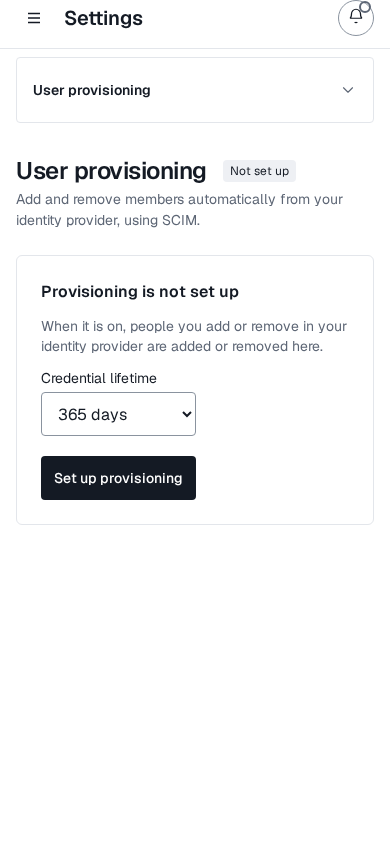 Settings
User provisioning
User provisioning
Not set up
Add and remove members automatically from your
identity provider, using SCIM.
Provisioning is not set up
When it is on, people you add or remove in your
identity provider are added or removed here.
Credential lifetime
365 days
Set up provisioning